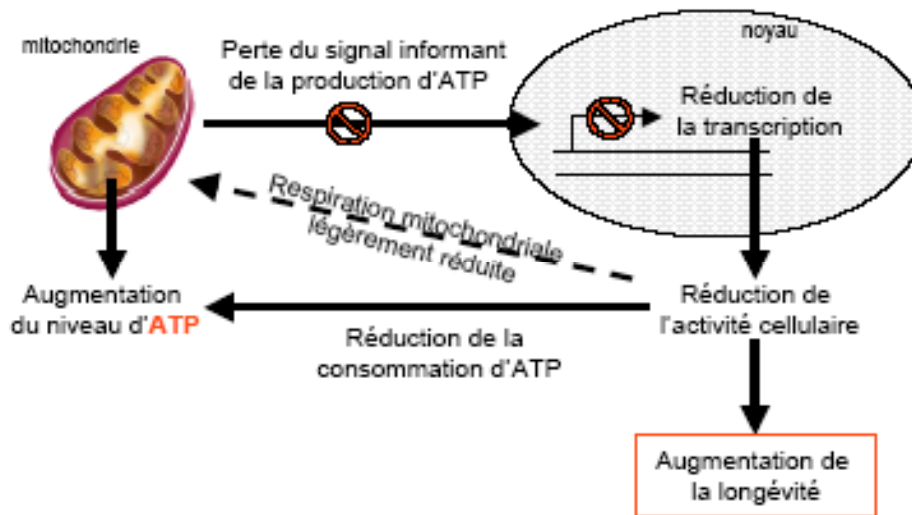 mitochondrie
Perte du signal informant
de la production d'ATP
noyau
Réduction de
la transcription
Respiration mitochondriale
légèrement réduite
Augmentation
du niveau d'ATP
Réduction de la
consommation d'ATP
Réduction de
l'activité cellulaire
Augmentation de
la longévité